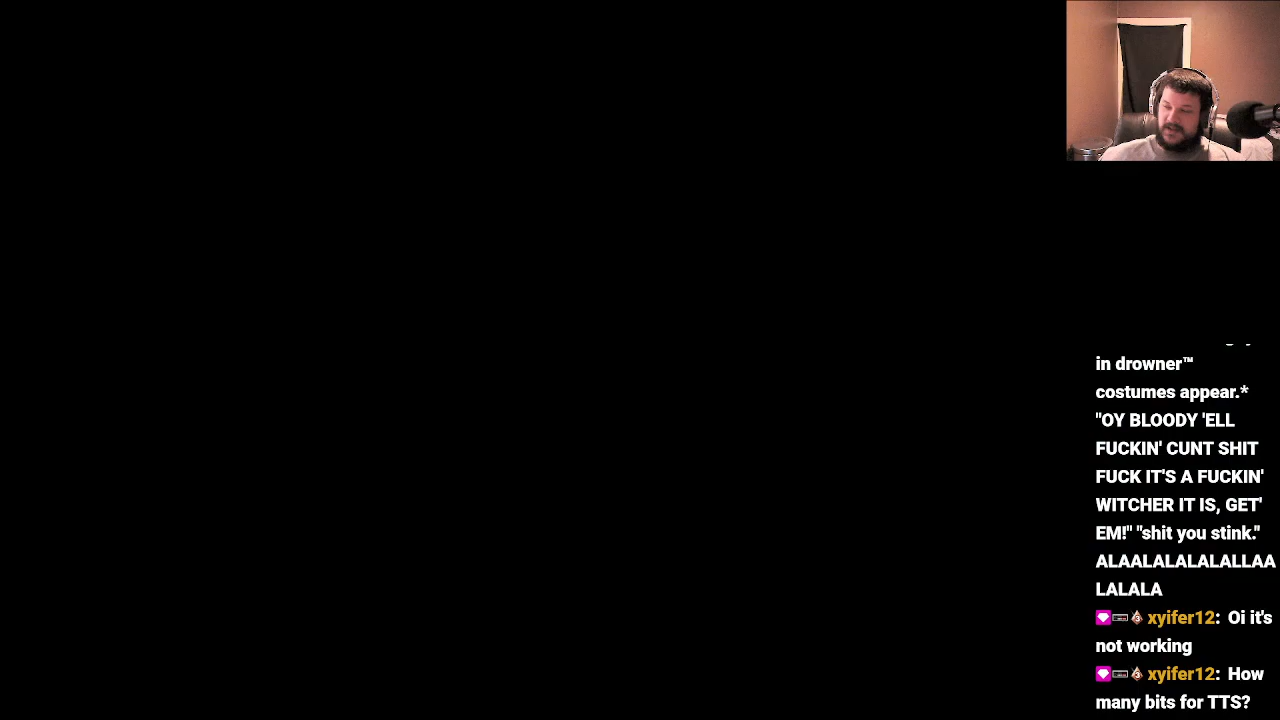 in drowner™
costumes appear.*
"OY BLOODY 'ELL
FUCKIN' CUNT SHIT
FUCK IT'S A FUCKIN'
WITCHER IT IS, GET'
EM!" "shit you stink."
ALAALALALALALLAA
LALALA
xyifer12: Oi it's
not working
xyifer12: How
many bits for TTS?